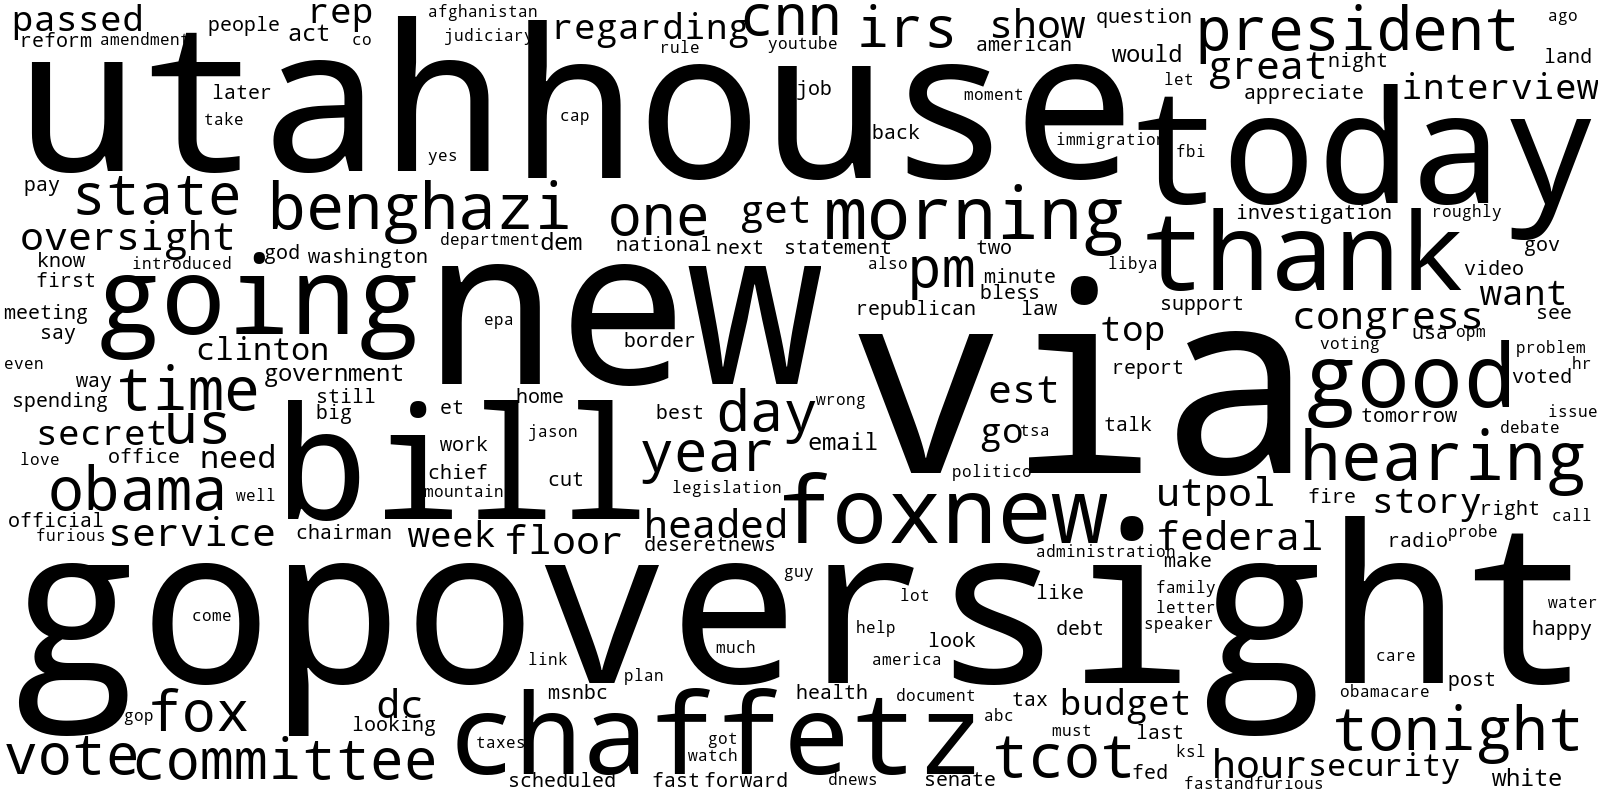 passed people rep afghanistan regarding cnn irs show question president ago
reform amendment act co judiciary rule youtube american would great night land
utah house today
later take job cap yes back moment let appreciate interview
immigration fbi
pay state benghazi one get morning thank investigation roughly
oversight department dem national next statement two gov
know god washington also pm minute libya video
first introduced going new via bless support want
meeting say epa republican law top congress see
clinton border usa opm voting problem
even government est report good voted hr
way time still home wrong tomorrow issue
spending big et best day talk debate
secret us bill jason year email go tsa hearing
love office need work chief cut politico
obama well mountain legislation foxnew utpol fire story right call
official furious service chairman week floor headed deseretnews federal radio probe
administration make
gopoversight
guy family
come lot like letter water
help look debt speaker happy
link much america care
plan msnbc health document tax budget obamacare post
gop fox dc looking chaffetz abc must last tonight
vote committee taxes got watch tcot ksl hour security
scheduled fast forward dnews senate fed fastandfurious white